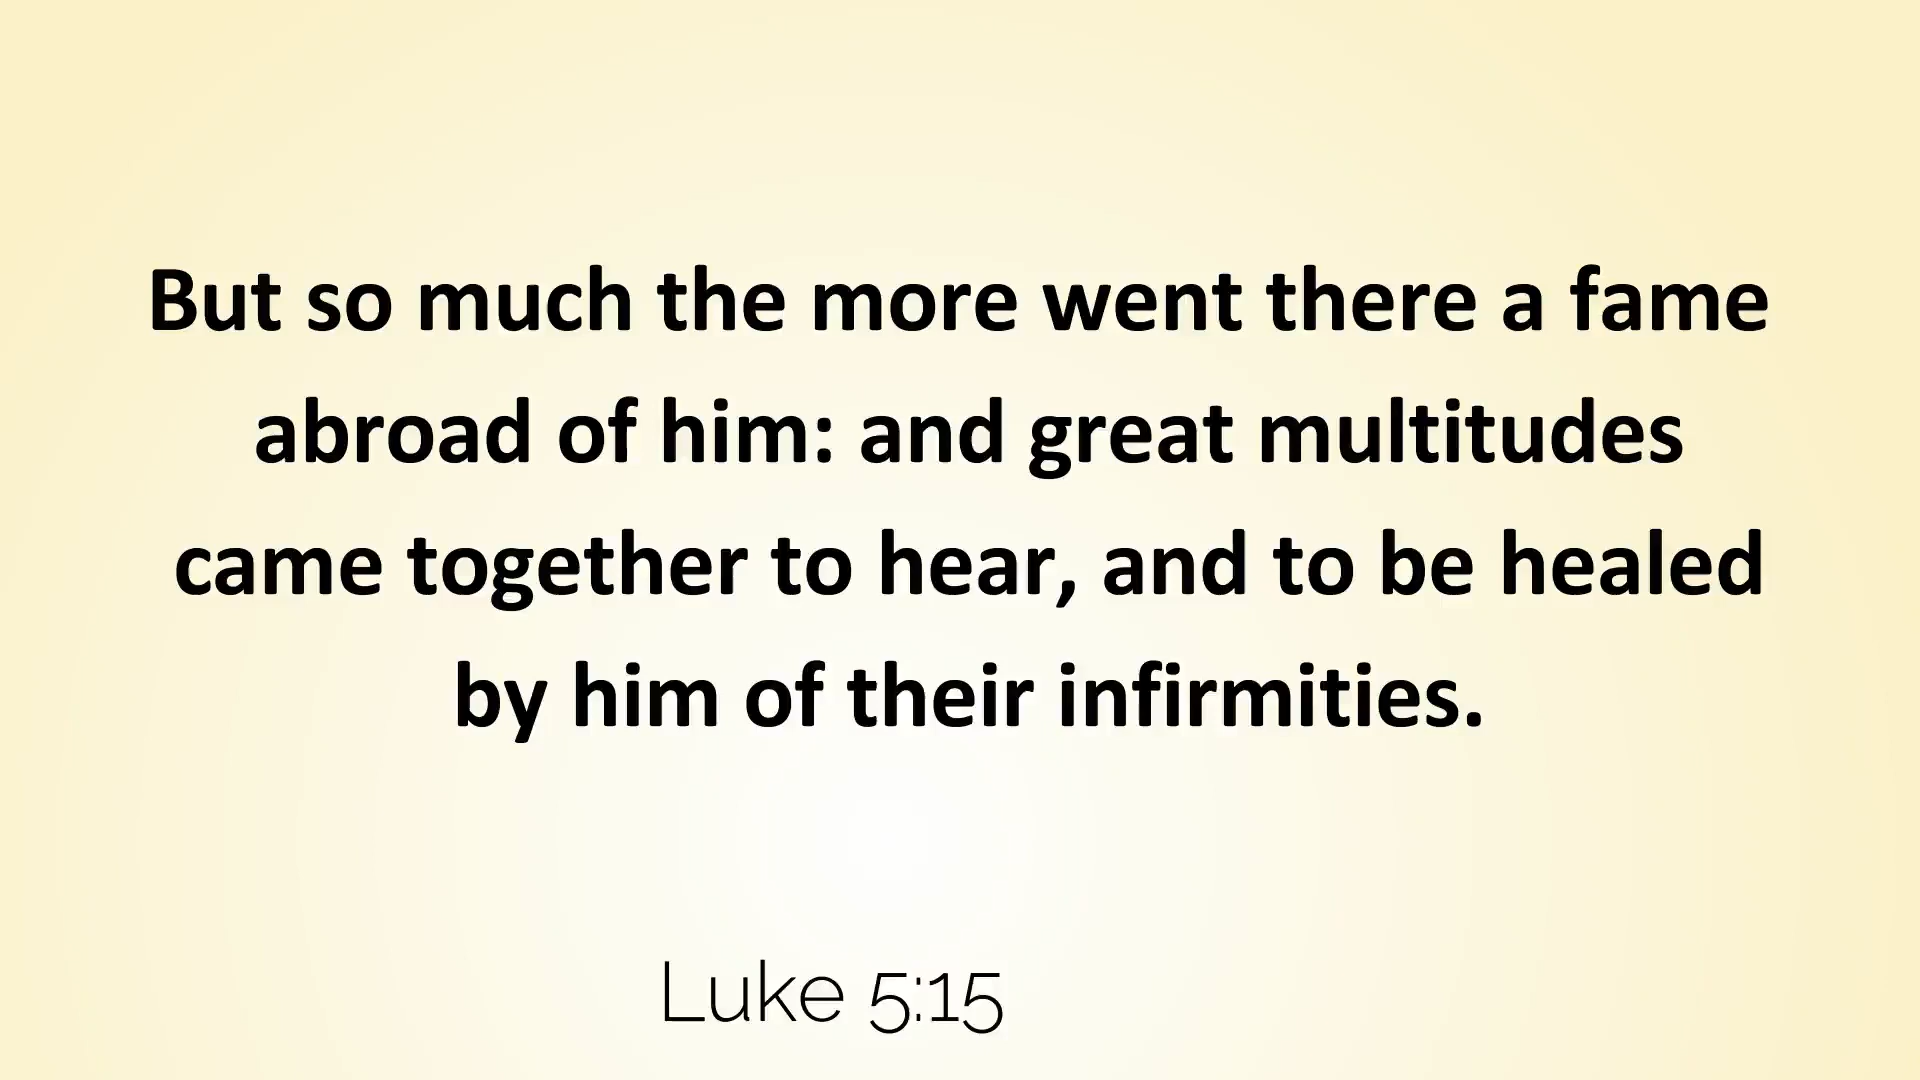 But so much the more went there a fame
abroad of him: and great multitudes
came together to hear, and to be healed
by him of their infirmities.
Luke 5:15